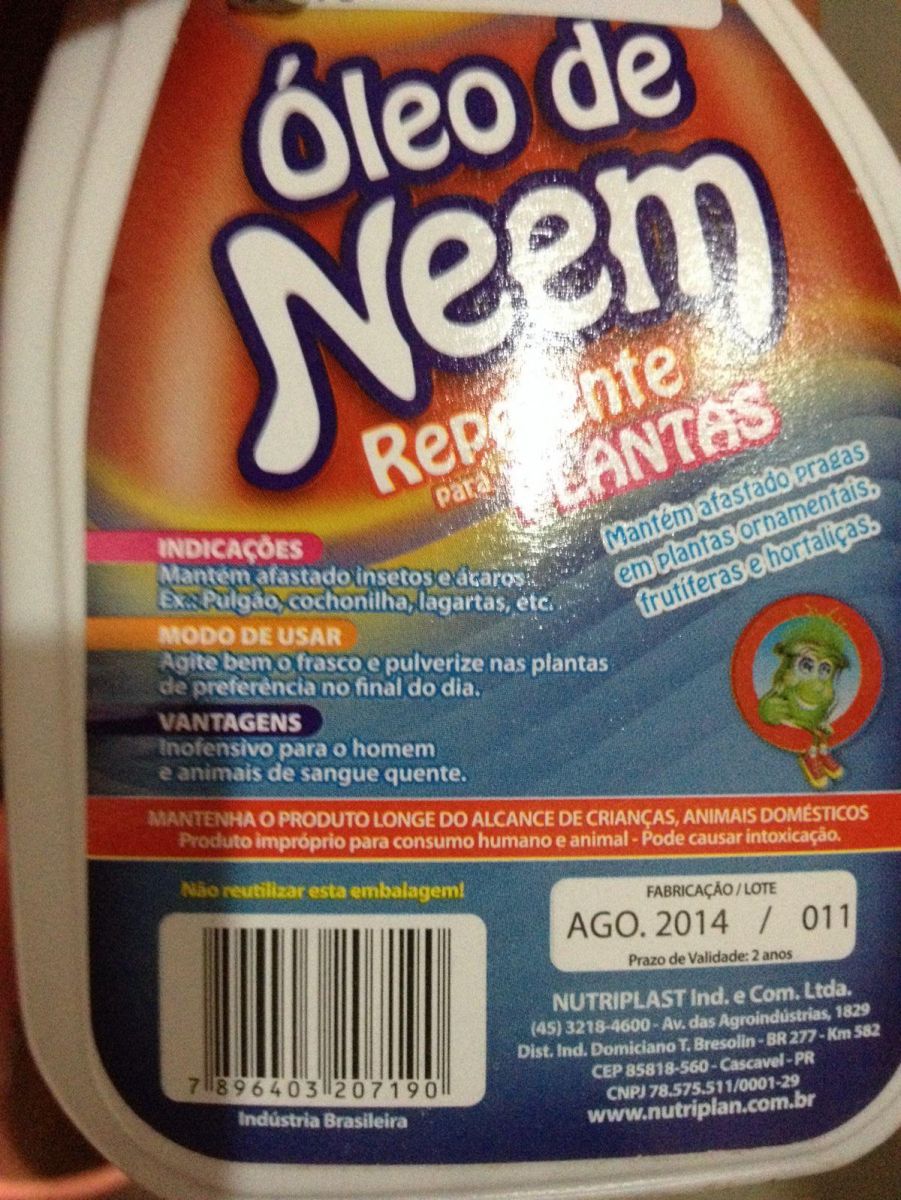 Óleo de
Neem
Repelente
para PLANTAS
Mantém afastado pragas
em plantas ornamentais,
frutíferas e hortaliças.
INDICAÇÕES
Mantém afastado insetos e ácaros.
Ex.: Pulgão, cochonilha, lagartas, etc.
MODO DE USAR
Agite bem o frasco e pulverize nas plantas
de preferência no final do dia.
VANTAGENS
Inofensivo para o homem
e animais de sangue quente.
MANTENHA O PRODUTO LONGE DO ALCANCE DE CRIANÇAS, ANIMAIS DOMÉSTICOS
Produto impróprio para consumo humano e animal - Pode causar intoxicação.
Não reutilizar esta embalagem!
7 896403 207190
Indústria Brasileira
FABRICAÇÃO / LOTE
AGO. 2014 / 011
Prazo de Validade: 2 anos
NUTRIPLAST Ind. e Com. Ltda.
(45) 3218-4600 - Av. das Agroindústrias, 1829
Dist. Ind. Domiciano T. Bresolin - BR 277 - Km 582
CEP 85818-560 - Cascavel - PR
CNPJ 78.575.511/0001-29
www.nutriplan.com.br